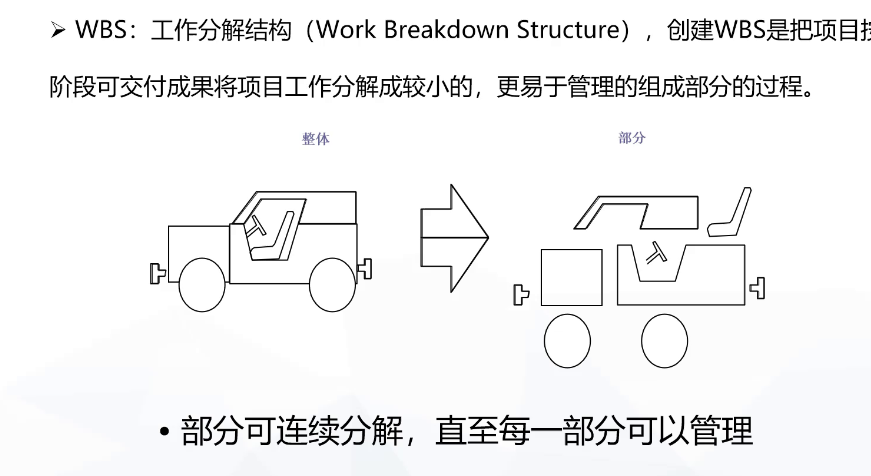 ➢ WBS：工作分解结构（Work Breakdown Structure），创建WBS是把项目按
阶段可交付成果将项目工作分解成较小的，更易于管理的组成部分的过程。
整体
部分
• 部分可连续分解，直至每一部分可以管理